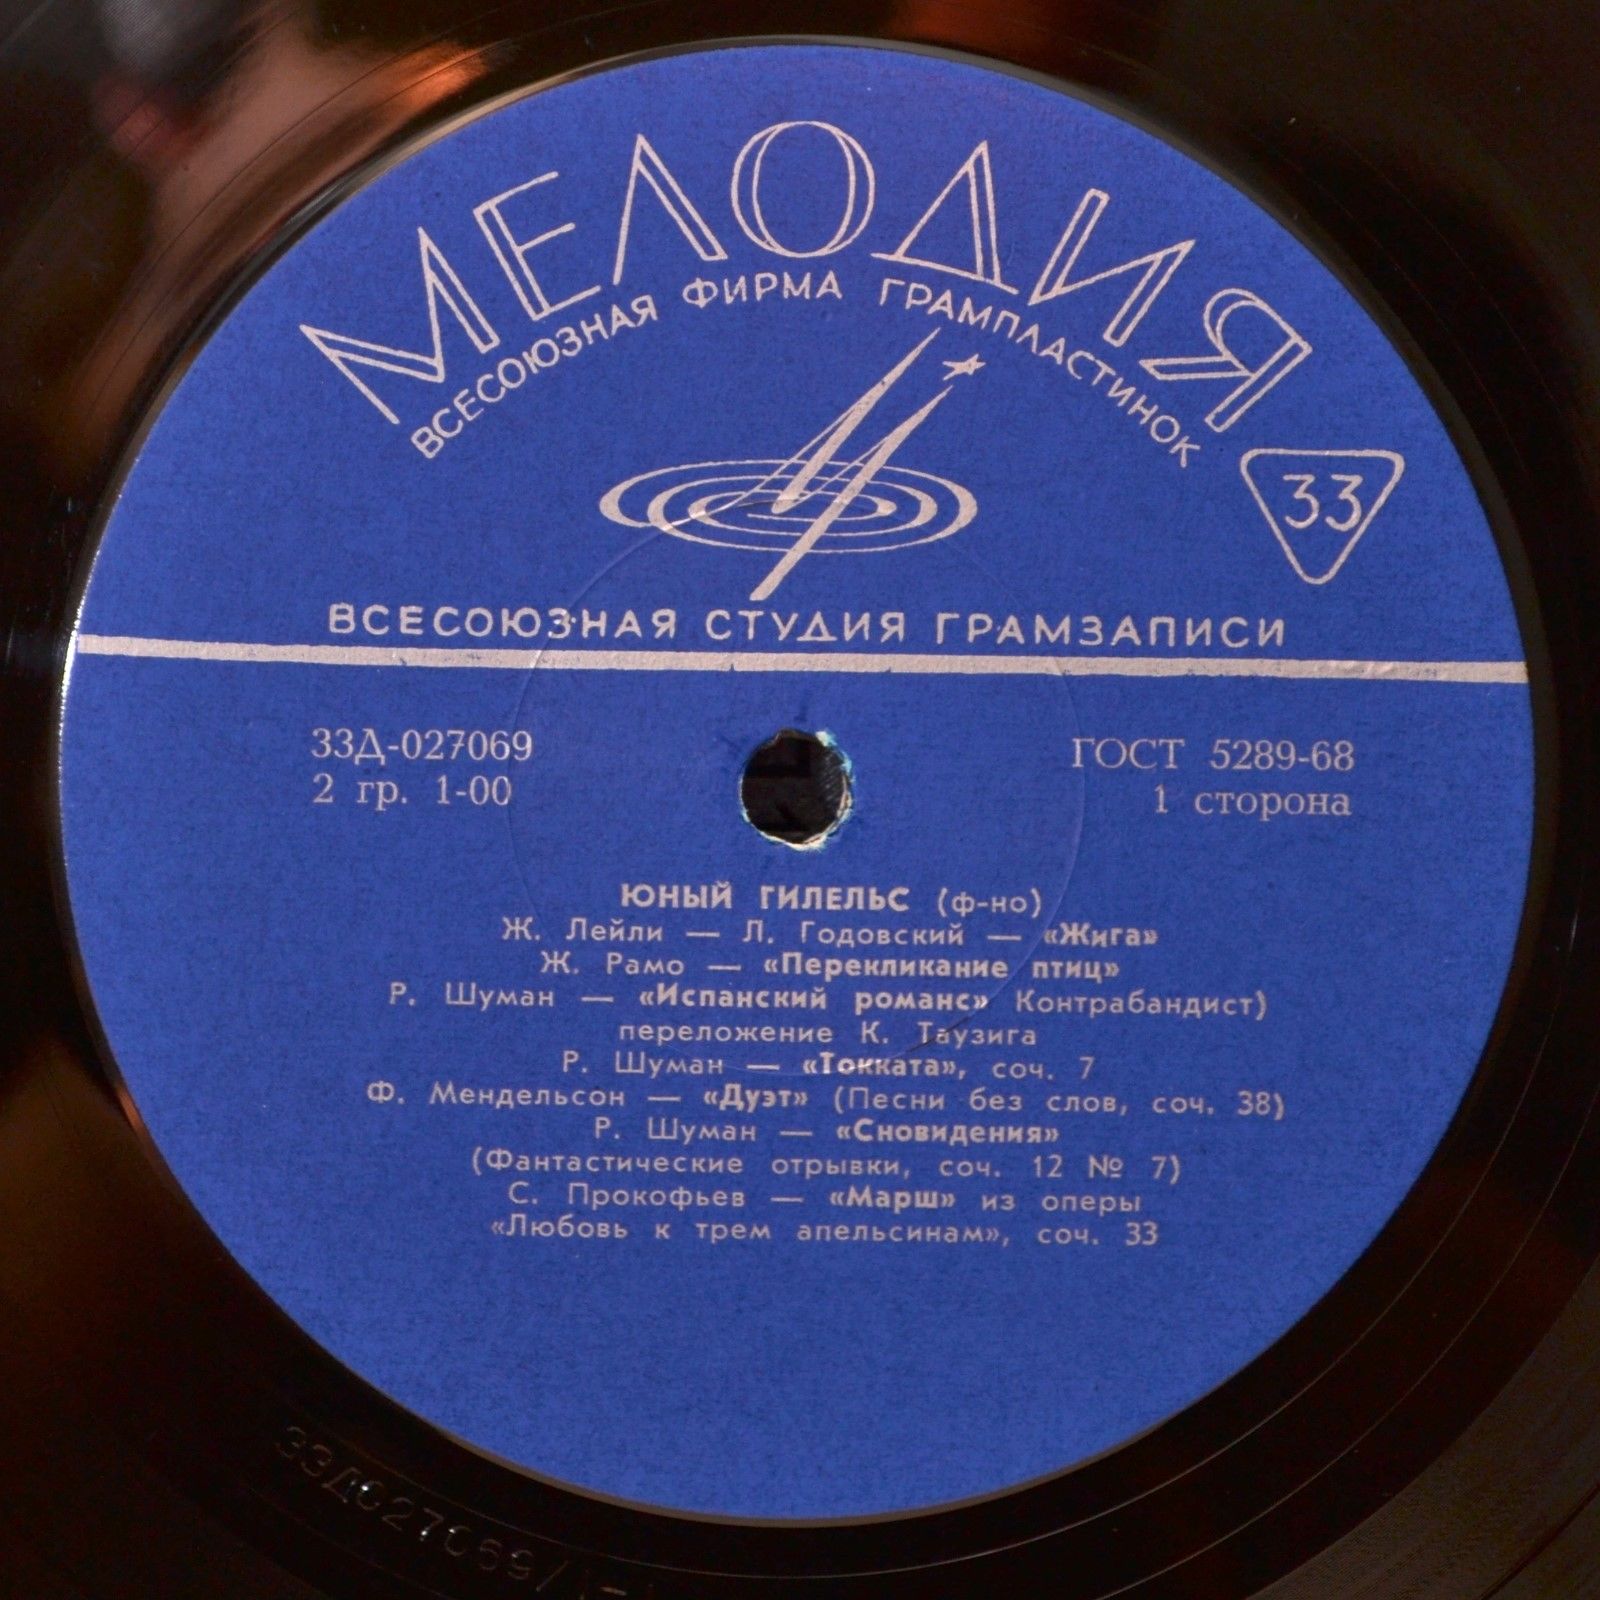 МЕЛОДИЯ
ВСЕСОЮЗНАЯ ФИРМА ГРАМПЛАСТИНОК
33
ВСЕСОЮЗНАЯ СТУДИЯ ГРАМЗАПИСИ
33Д-027069
2 гр. 1-00
ГОСТ 5289-68
1 сторона
ЮНЫЙ ГИЛЕЛЬС (ф-но)
Ж. Лейли — Л. Годовский — «Жига»
Ж. Рамо — «Перекликание птиц»
Р. Шуман — «Испанский романс» Контрабандист)
переложение К. Таузига
Р. Шуман — «Токката», соч. 7
Ф. Мендельсон — «Дуэт» (Песни без слов, соч. 38)
Р. Шуман — «Сновидения»
(Фантастические отрывки, соч. 12 № 7)
С. Прокофьев — «Марш» из оперы
«Любовь к трем апельсинам», соч. 33
33Д027069/